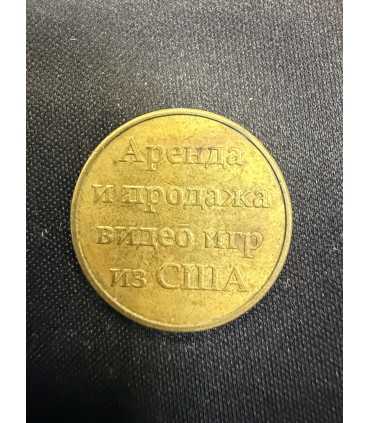 Аренда
и продажа
видео игр
из США